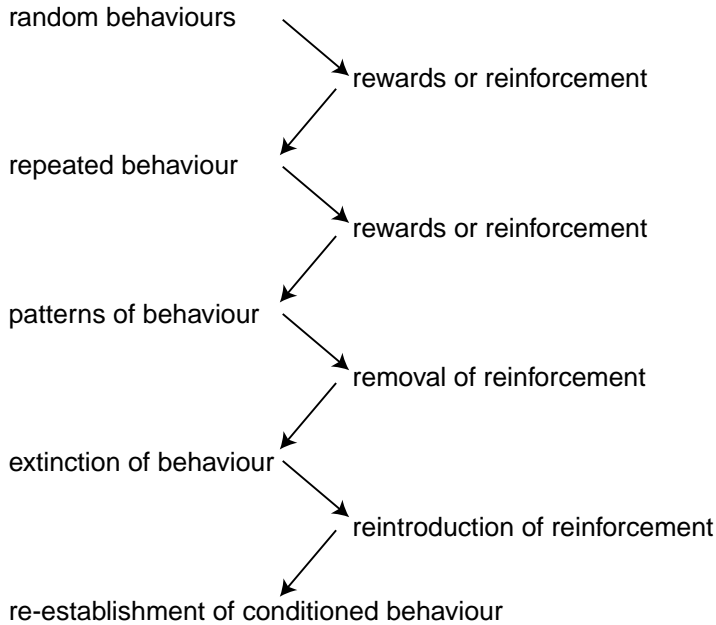 random behaviours
rewards or reinforcement
repeated behaviour
rewards or reinforcement
patterns of behaviour
removal of reinforcement
extinction of behaviour
reintroduction of reinforcement
re-establishment of conditioned behaviour